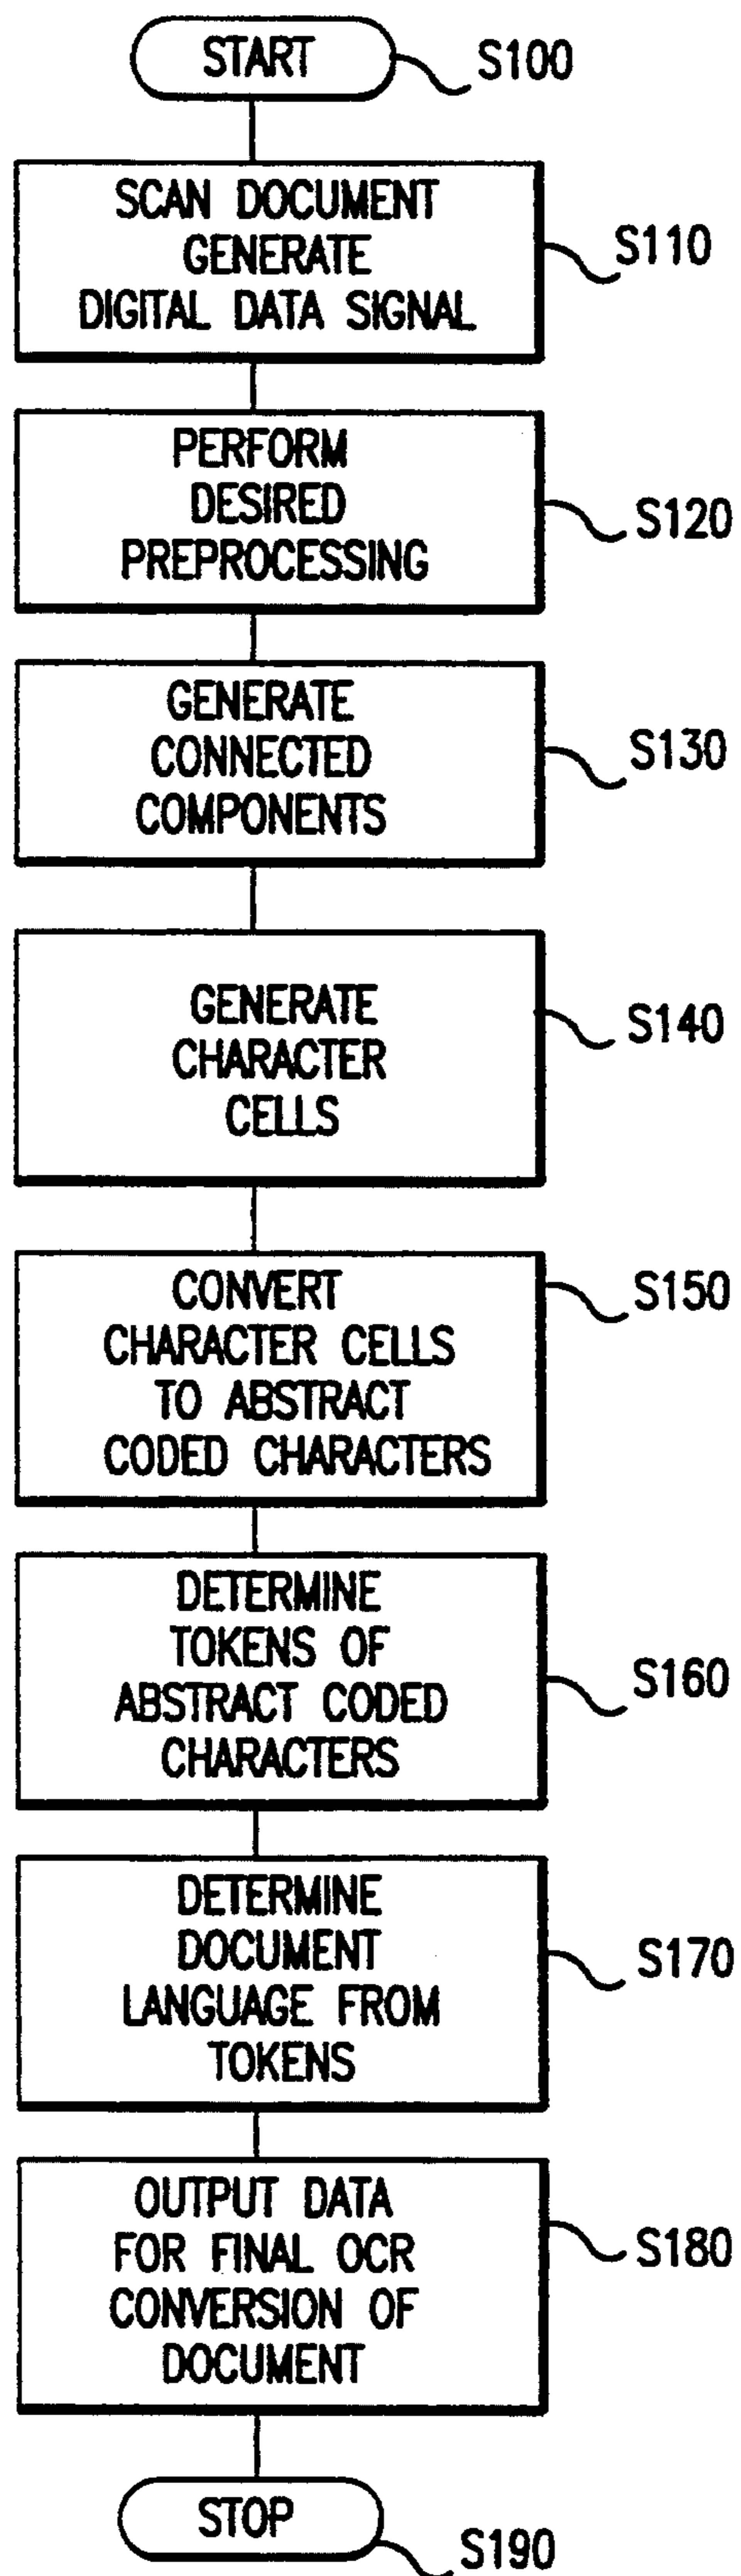 START
S100
SCAN DOCUMENT
GENERATE
DIGITAL DATA SIGNAL
S110
PERFORM
DESIRED
PREPROCESSING
S120
GENERATE
CONNECTED
COMPONENTS
S130
GENERATE
CHARACTER
CELLS
S140
CONVERT
CHARACTER CELLS
TO ABSTRACT
CODED CHARACTERS
S150
DETERMINE
TOKENS OF
ABSTRACT CODED
CHARACTERS
S160
DETERMINE
DOCUMENT
LANGUAGE FROM
TOKENS
S170
OUTPUT DATA
FOR FINAL OCR
CONVERSION OF
DOCUMENT
S180
STOP
S190